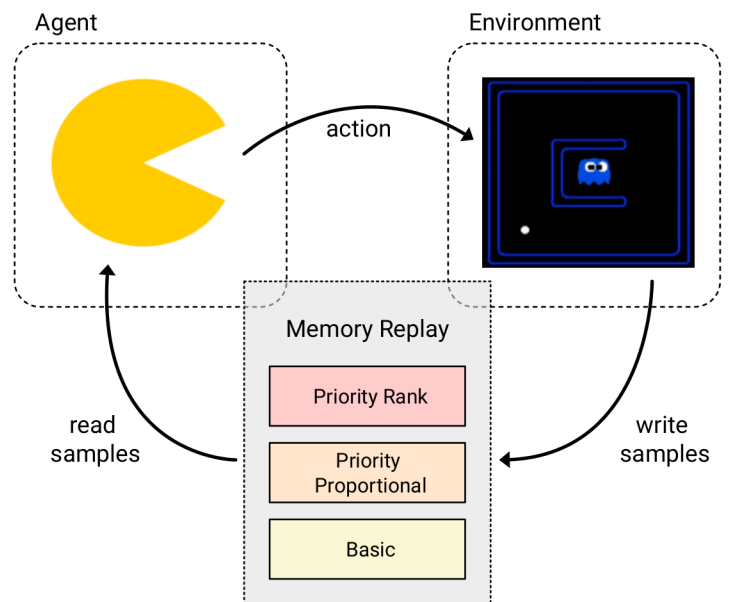 Agent
Environment
action
Memory Replay
Priority Rank
read
samples
write
samples
Priority
Proportional
Basic